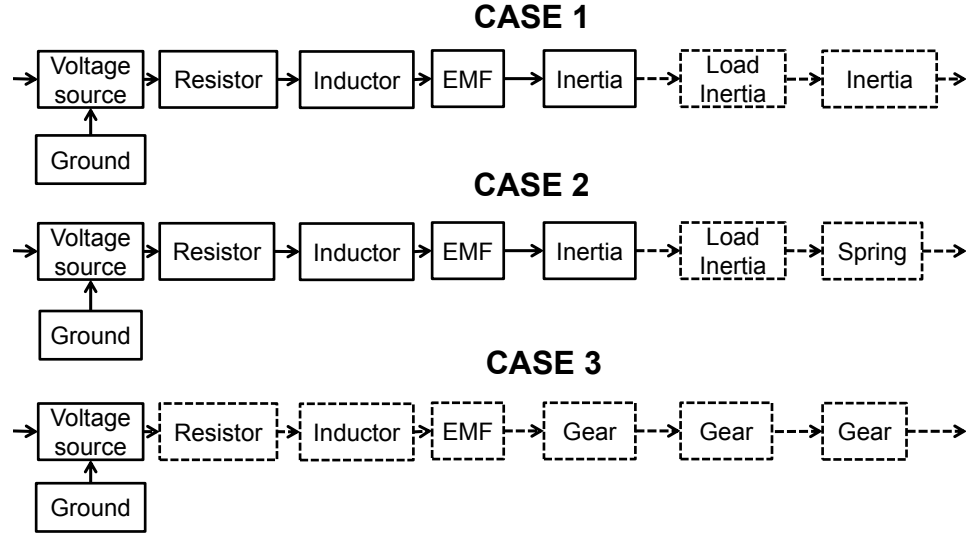 CASE 1
Voltage
source
Resistor
Inductor
EMF
Inertia
Load
Inertia
Inertia
Ground
CASE 2
Voltage
source
Resistor
Inductor
EMF
Inertia
Load
Inertia
Spring
Ground
CASE 3
Voltage
source
Resistor
Inductor
EMF
Gear
Gear
Gear
Ground